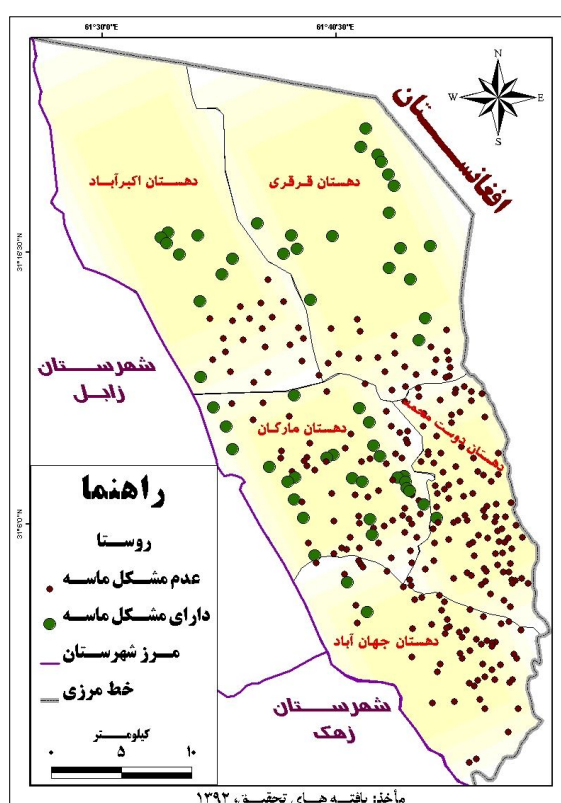 61°30'0"E
61°40'30"E
N
W
E
S
افغانستان
دهستان قرقری
دهستان اکبرآباد
31°16'30"N
شهرستان
زابل
دهستان دوست محمد
دهستان مارگان
31°6'0"N
دهستان جهان آباد
شهرستان
زهک
راهنما
روستا
عدم مشکل ماسه
دارای مشکل ماسه
مرز شهرستان
خط مرزی
کیلومتر
۰ ۵ ۱۰
مأخذ: یافته های تحقیق، ۱۳۹۲